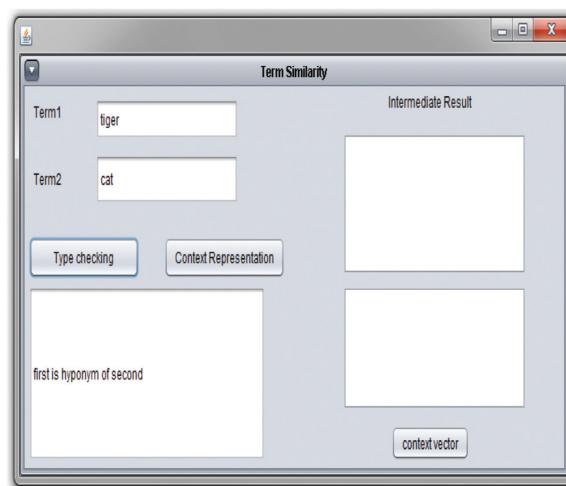 Term Similarity
Term1
tiger
Intermediate Result
Term2
cat
Type checking
Context Representation
first is hyponym of second
context vector